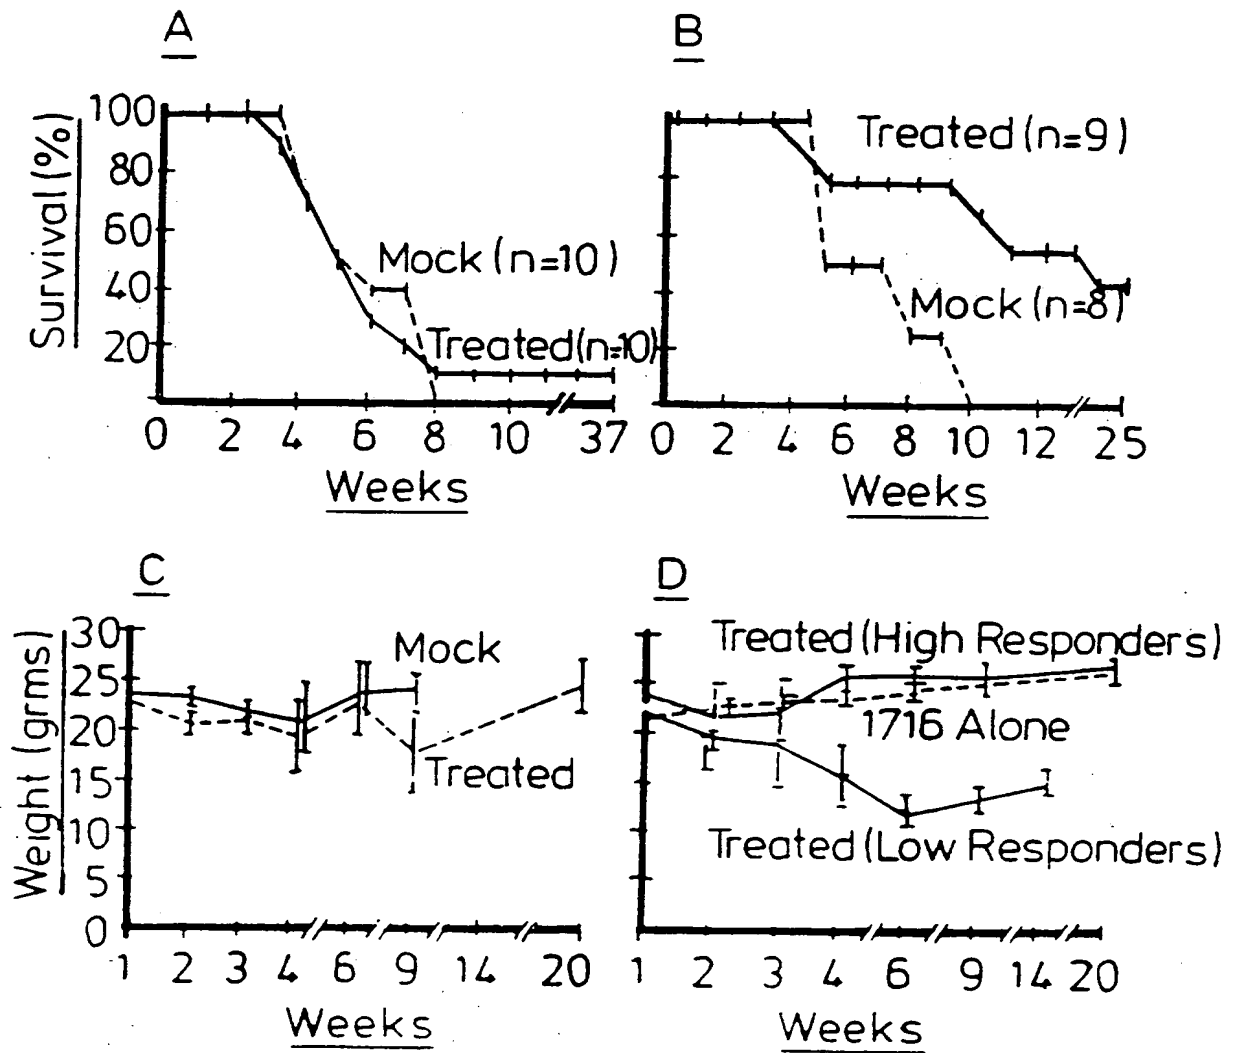 A
B
Survival (%)
100
80
60
40
20
Mock (n=10)
Treated (n=10)
0 2 4 6 8 10 37
Weeks
Treated (n=9)
Mock (n=8)
0 2 4 6 8 10 12 25
Weeks
C
D
Weight (grms)
30
25
20
15
10
5
0
Mock
Treated
1 2 3 4 6 9 14 20
Weeks
Treated (High Responders)
1716 Alone
Treated (Low Responders)
1 2 3 4 6 9 14 20
Weeks